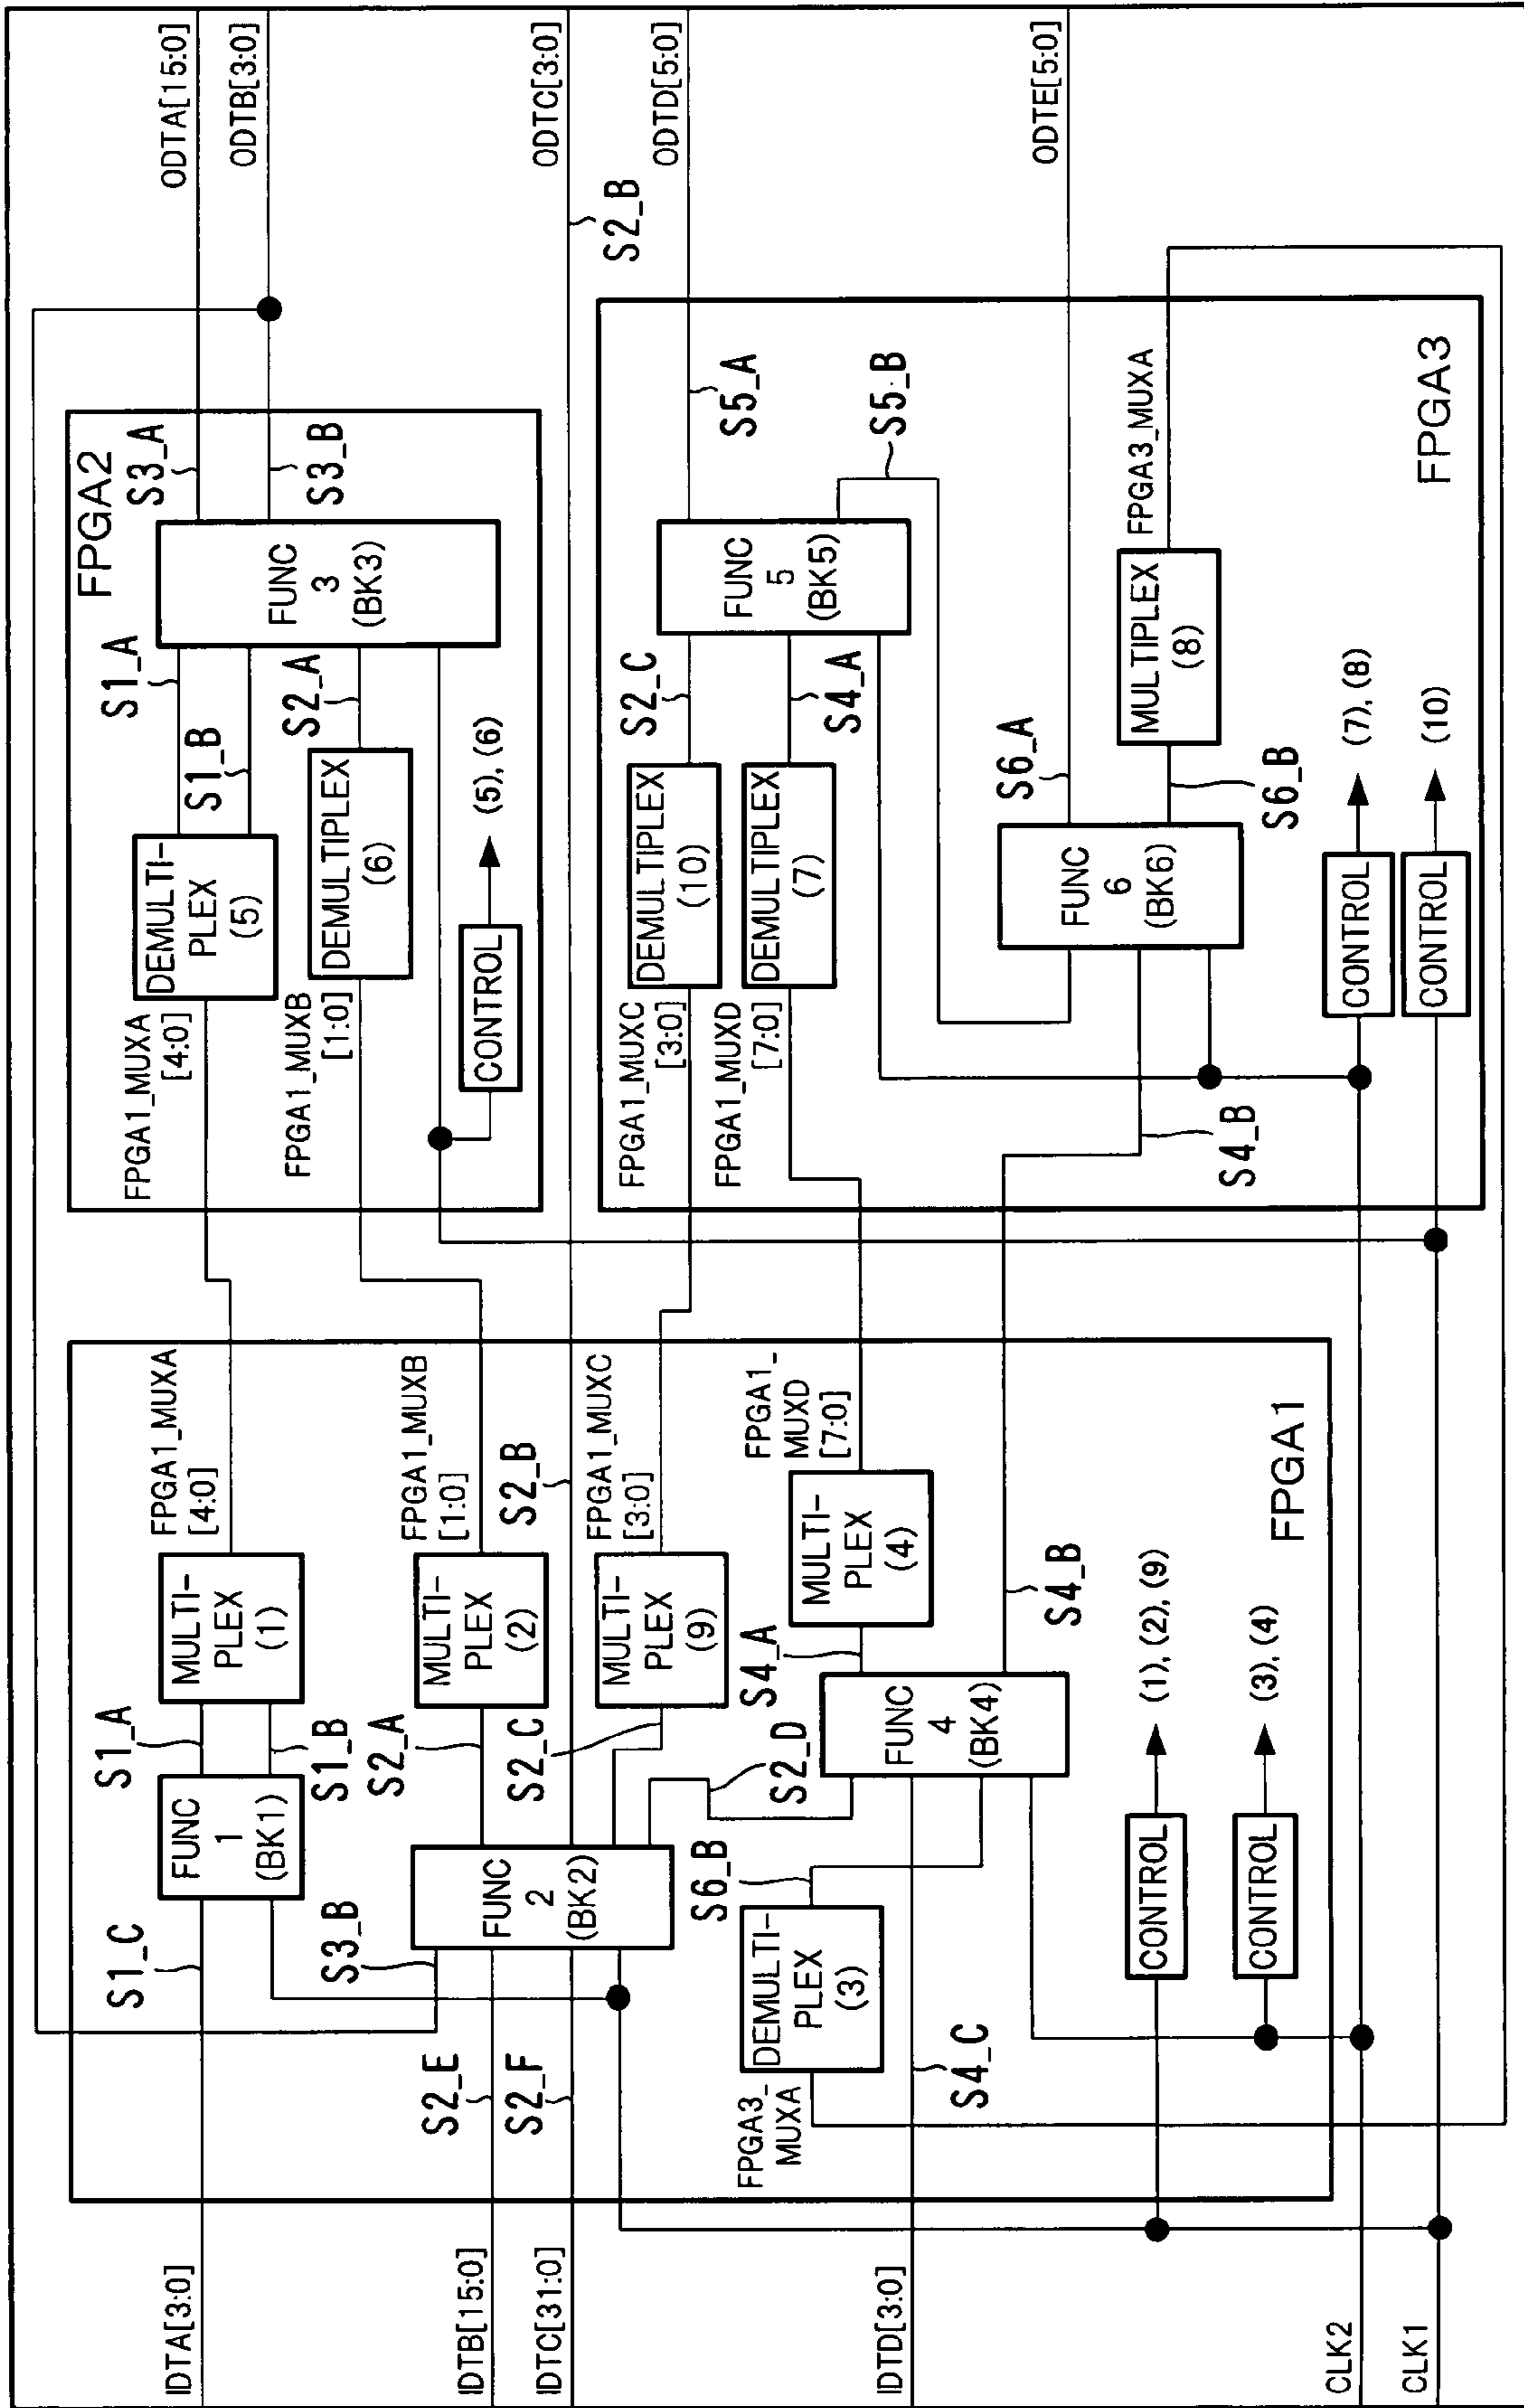 IDTA[3:0]
IDTB[15:0]
IDTC[31:0]
IDTD[3:0]
CLK2
CLK1
S1_C
S3_B
S2_E
S2_F
FPGA3_
MUXA
DEMULTI-
PLEX
(3)
S6_B
S4_C
FUNC
1
(BK1)
S1_A
S1_B
FUNC
2
(BK2)
S2_A
S2_C
S2_D
MULTI-
PLEX
(1)
MULTI-
PLEX
(2)
MULTI-
PLEX
(9)
FUNC
4
(BK4)
S4_A
S4_B
MULTI-
PLEX
(4)
CONTROL
(1), (2), (9)
CONTROL
(3), (4)
FPGA1_MUXA
[4:0]
FPGA1_MUXB
[1:0]
S2_B
FPGA1_MUXC
[3:0]
FPGA1_
MUXD
[7:0]
FPGA1
FPGA2
FPGA1_MUXA
[4:0]
DEMULTI-
PLEX
(5)
S1_A
S1_B
FPGA1_MUXB
[1:0]
DEMULTIPLEX
(6)
S2_A
CONTROL
(5), (6)
FUNC
3
(BK3)
S3_A
S3_B
FPGA1_MUXC
[3:0]
DEMULTIPLEX
(10)
S2_C
FPGA1_MUXD
[7:0]
DEMULTIPLEX
(7)
S4_A
FUNC
5
(BK5)
S5_A
S5_B
S4_B
FUNC
6
(BK6)
S6_A
S6_B
MULTIPLEX
(8)
FPGA3_MUXA
CONTROL
(7), (8)
CONTROL
(10)
FPGA3
ODTA[15:0]
ODTB[3:0]
ODTC[3:0]
S2_B
ODTD[5:0]
ODTE[5:0]